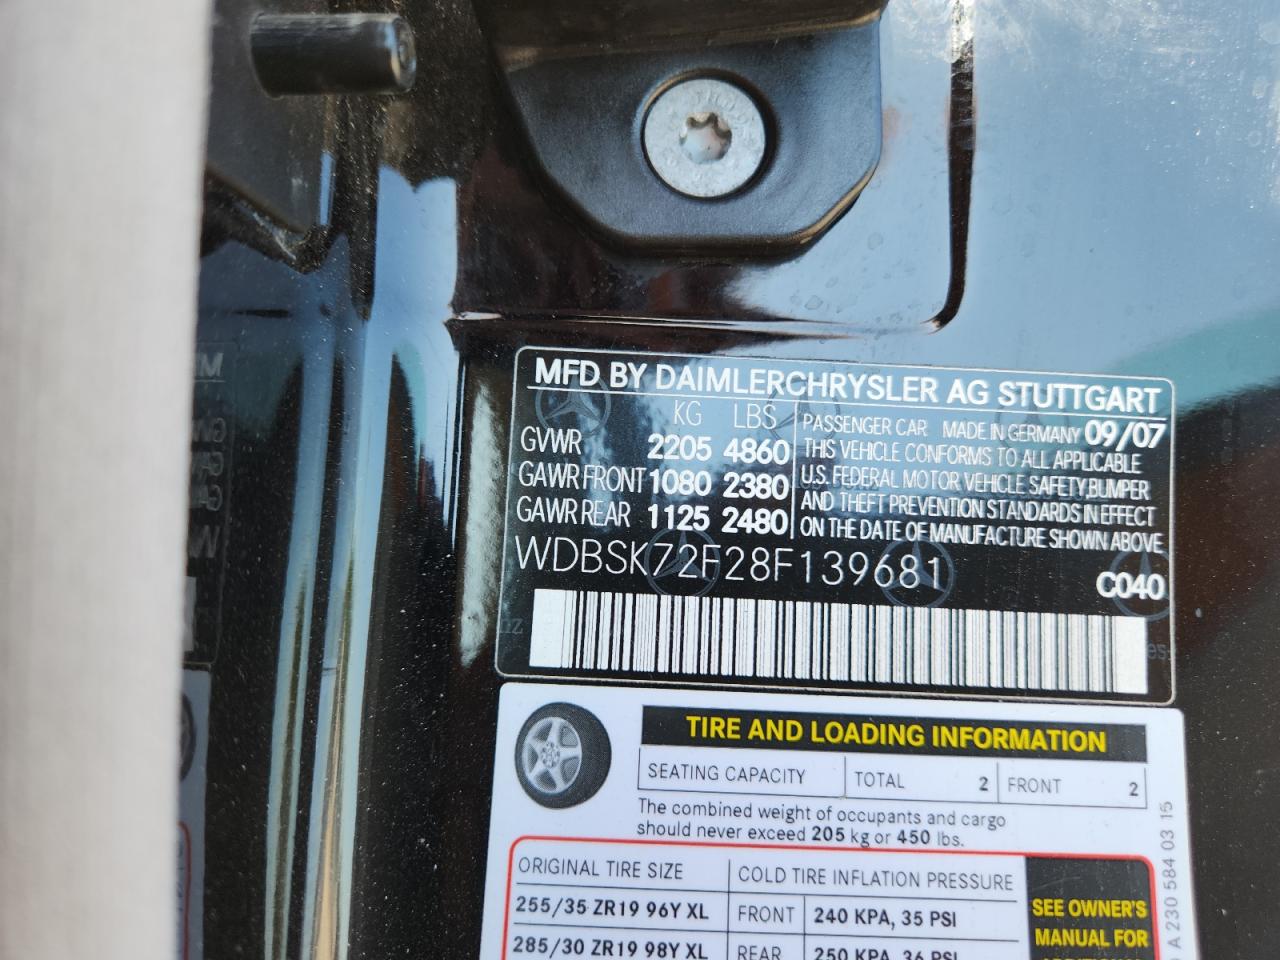 MFD BY DAIMLERCHRYSLER AG STUTTGART
KG LBS
GVWR 2205 4860
GAWR FRONT 1080 2380
GAWR REAR 1125 2480
PASSENGER CAR MADE IN GERMANY 09/07
THIS VEHICLE CONFORMS TO ALL APPLICABLE
U.S. FEDERAL MOTOR VEHICLE SAFETY,BUMPER
AND THEFT PREVENTION STANDARDS IN EFFECT
ON THE DATE OF MANUFACTURE SHOWN ABOVE
WDBSK72F28F139681
C040
TIRE AND LOADING INFORMATION
SEATING CAPACITY TOTAL 2 FRONT 2
The combined weight of occupants and cargo
should never exceed 205 kg or 450 lbs.
ORIGINAL TIRE SIZE COLD TIRE INFLATION PRESSURE
255/35 ZR19 96Y XL FRONT 240 KPA, 35 PSI
285/30 ZR19 98Y XL REAR 250 KPA, 36 PSI
SEE OWNER'S
MANUAL FOR
A 230 584 03 15